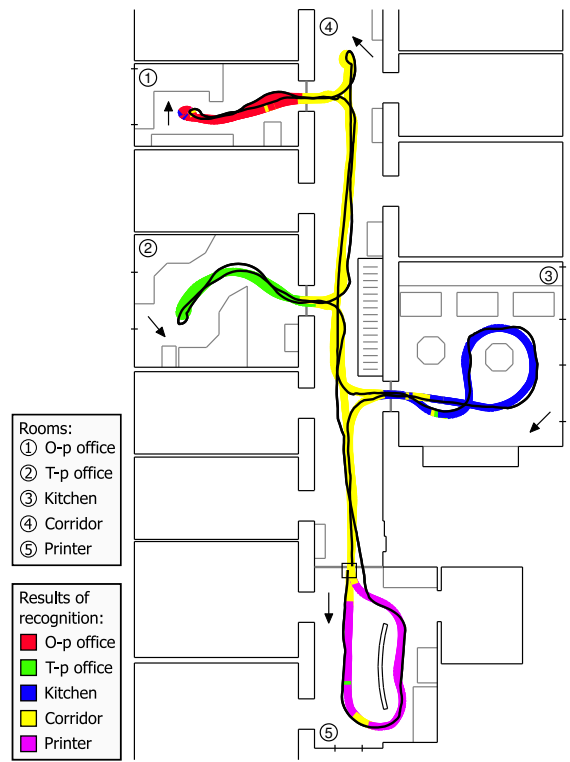 ④
①
②
③
Rooms:
① O-p office
② T-p office
③ Kitchen
④ Corridor
⑤ Printer
Results of
recognition:
O-p office
T-p office
Kitchen
Corridor
Printer
⑤